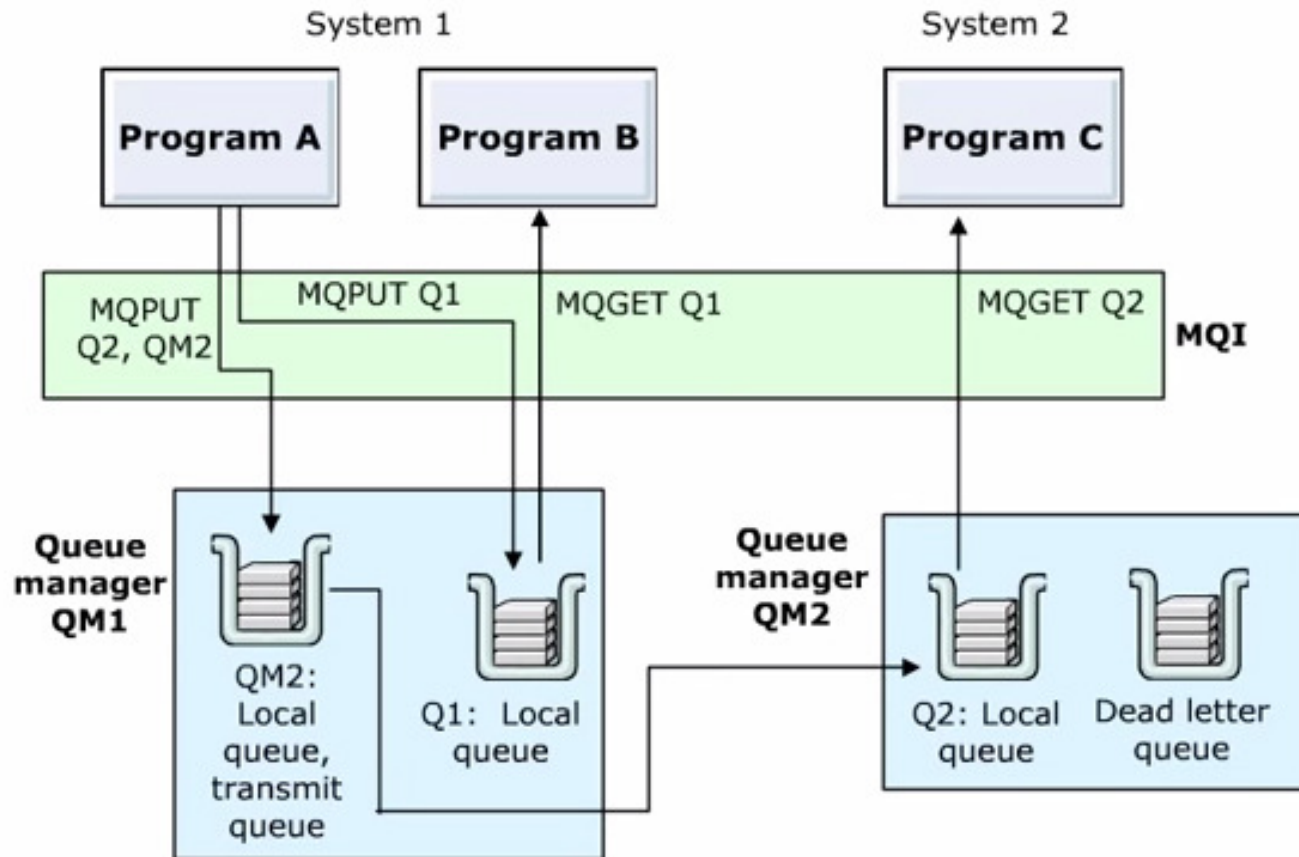 System 1
System 2
Program A
Program B
Program C
MQPUT
Q2, QM2
MQPUT Q1
MQGET Q1
MQGET Q2
MQI
Queue
manager
QM1
QM2:
Local
queue,
transmit
queue
Q1: Local
queue
Queue
manager
QM2
Q2: Local
queue
Dead letter
queue